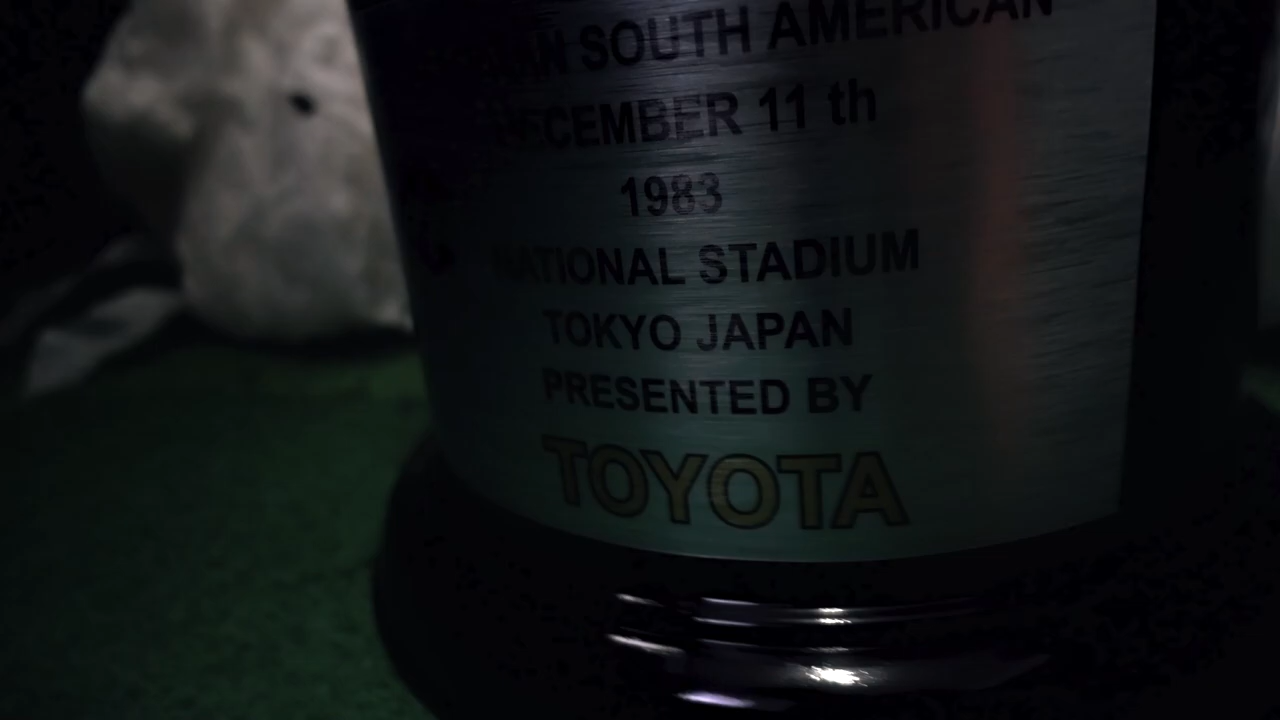 SOUTH AMERICAN
DECEMBER 11 th
1983
NATIONAL STADIUM
TOKYO JAPAN
PRESENTED BY
TOYOTA